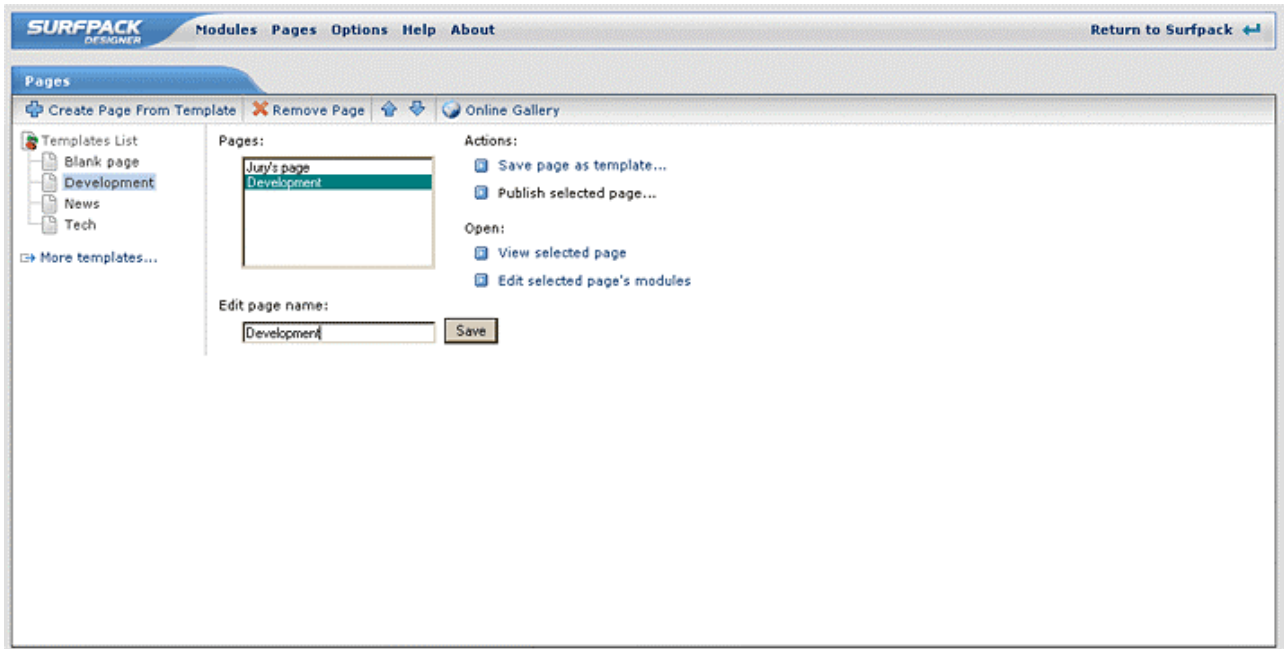 SURFPACK
DESIGNER
Modules Pages Options Help About
Return to Surfpack
Pages
Create Page From Template
Remove Page
Online Gallery
Templates List
Blank page
Development
News
Tech
More templates...
Pages:
Jury's page
Development
Edit page name:
Development
Save
Actions:
Save page as template...
Publish selected page...
Open:
View selected page
Edit selected page's modules